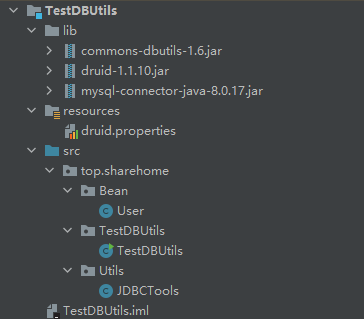 TestDBUtils
lib
commons-dbutils-1.6.jar
druid-1.1.10.jar
mysql-connector-java-8.0.17.jar
resources
druid.properties
src
top.sharehome
Bean
User
TestDBUtils
TestDBUtils
Utils
JDBCTools
TestDBUtils.iml